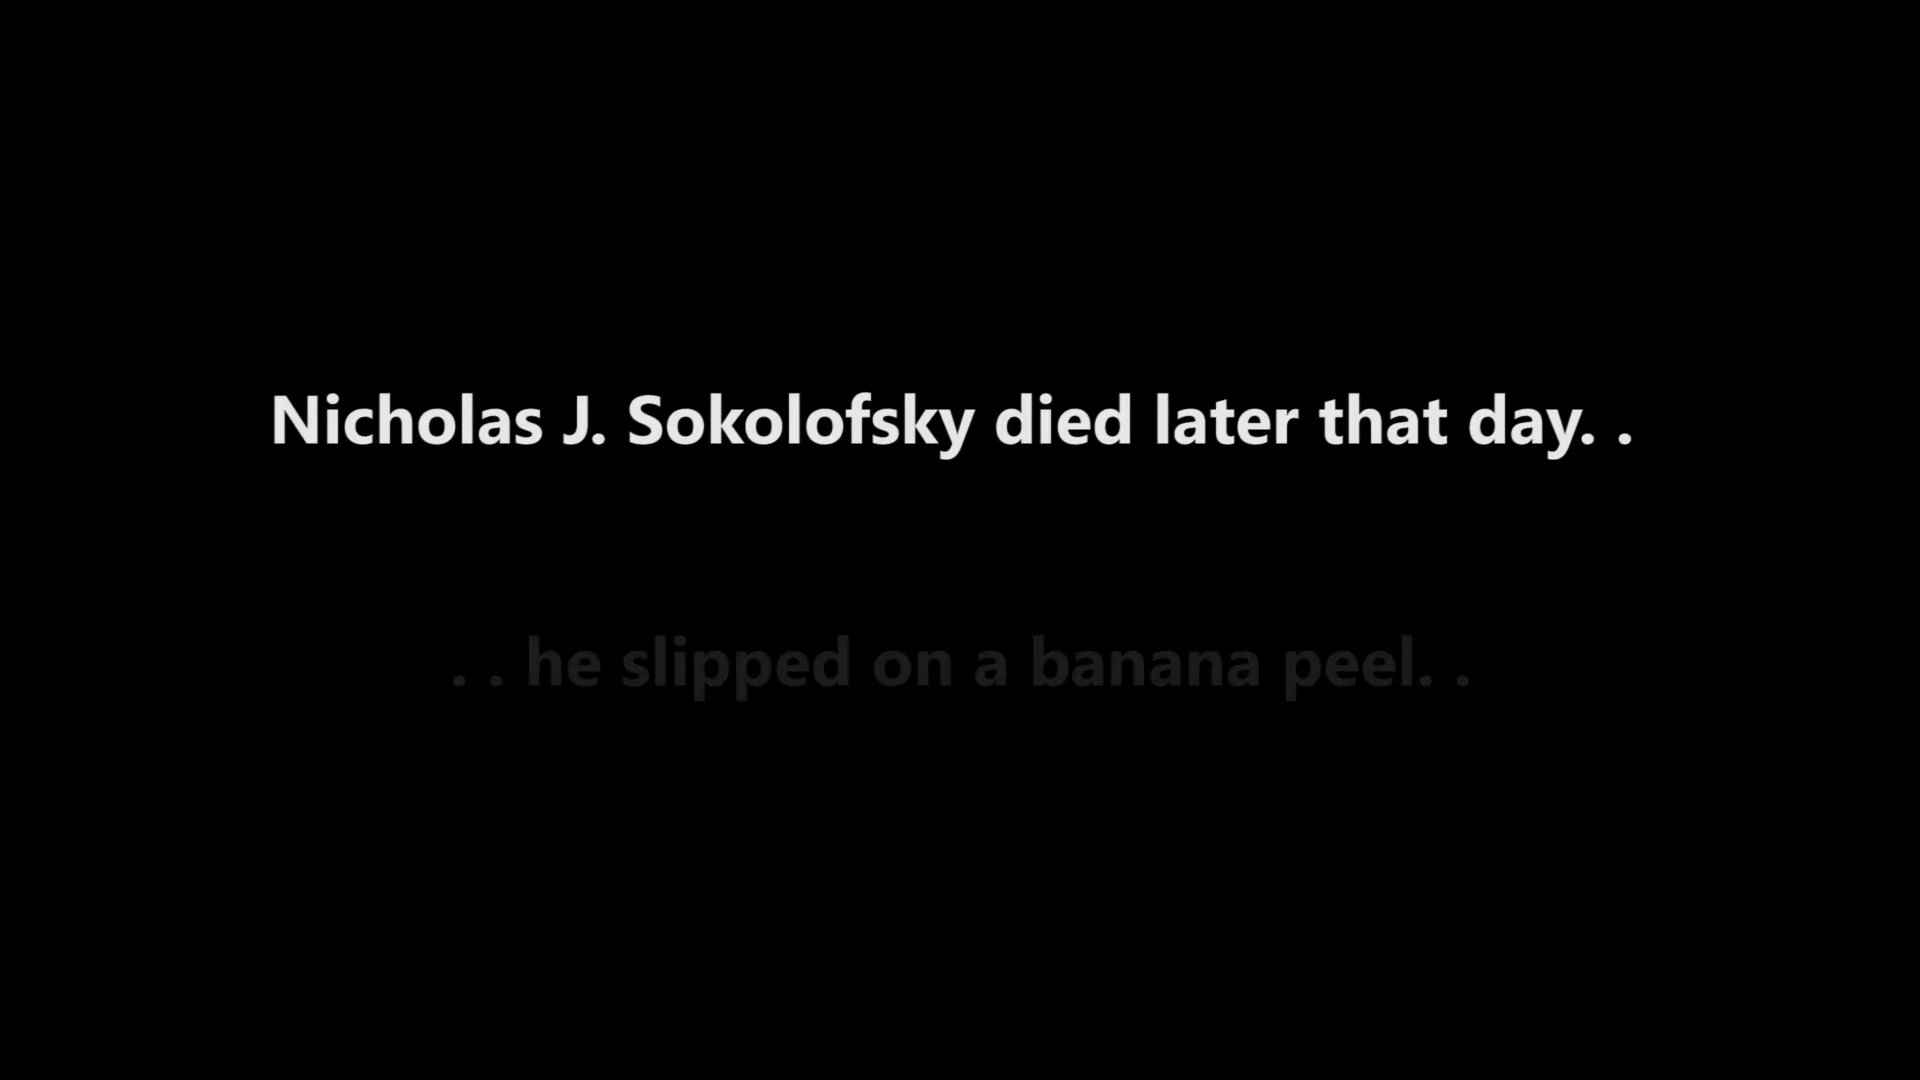 Nicholas J. Sokolofsky died later that day. .
. . he slipped on a banana peel. .